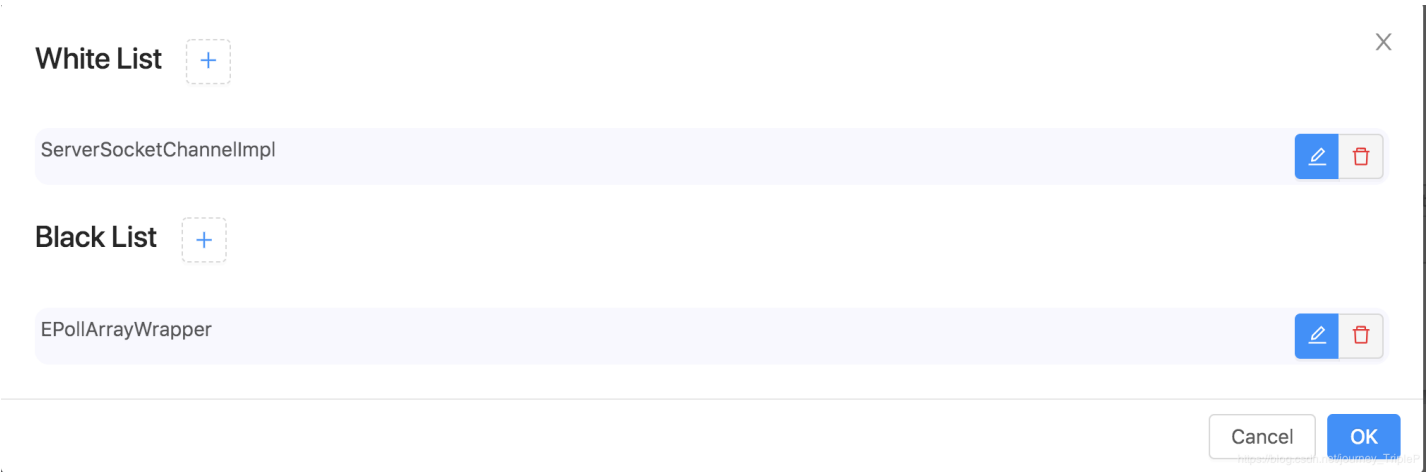 White List
ServerSocketChannelImpl
Black List
EPollArrayWrapper
Cancel
OK